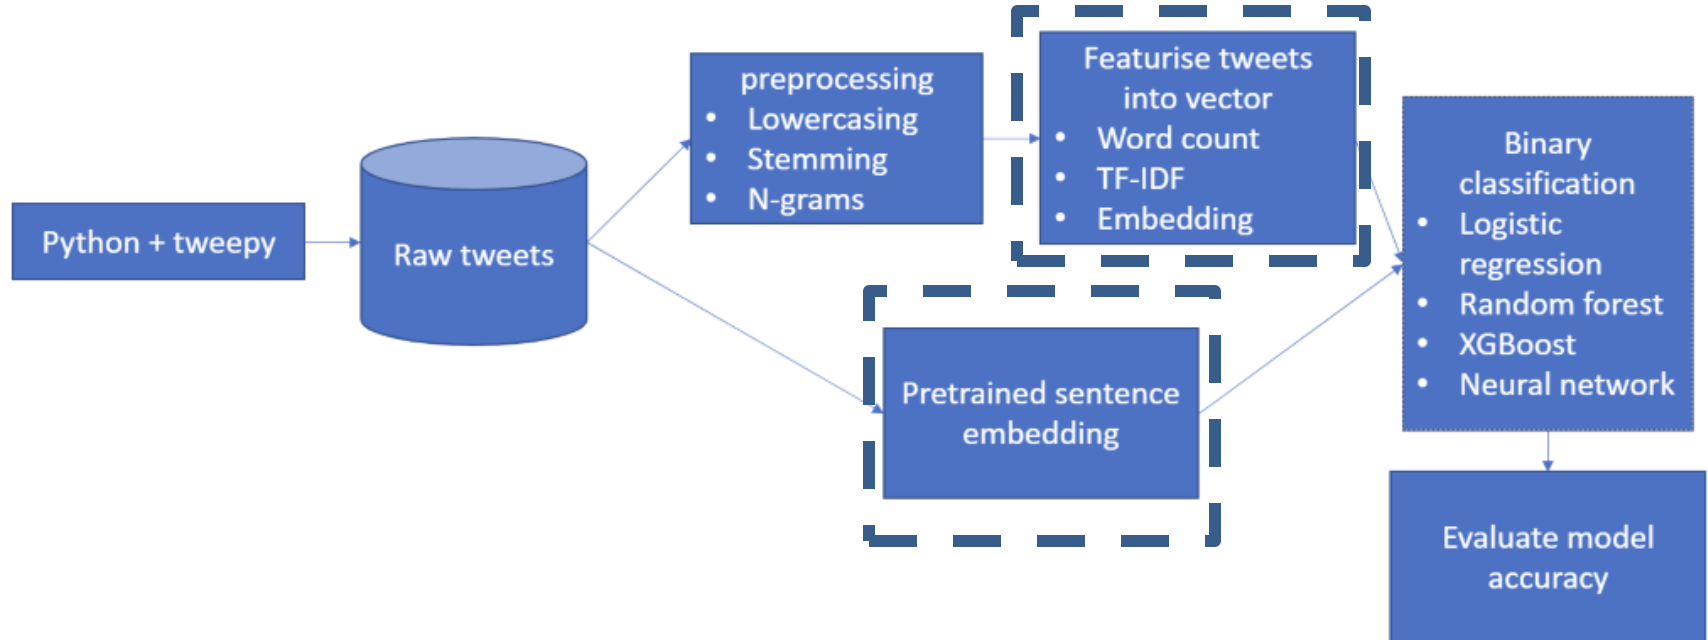 Python + tweepy
Raw tweets
preprocessing
• Lowercasing
• Stemming
• N-grams
Featurise tweets
into vector
• Word count
• TF-IDF
• Embedding
Pretrained sentence
embedding
Binary
classification
• Logistic
regression
• Random forest
• XGBoost
• Neural network
Evaluate model
accuracy